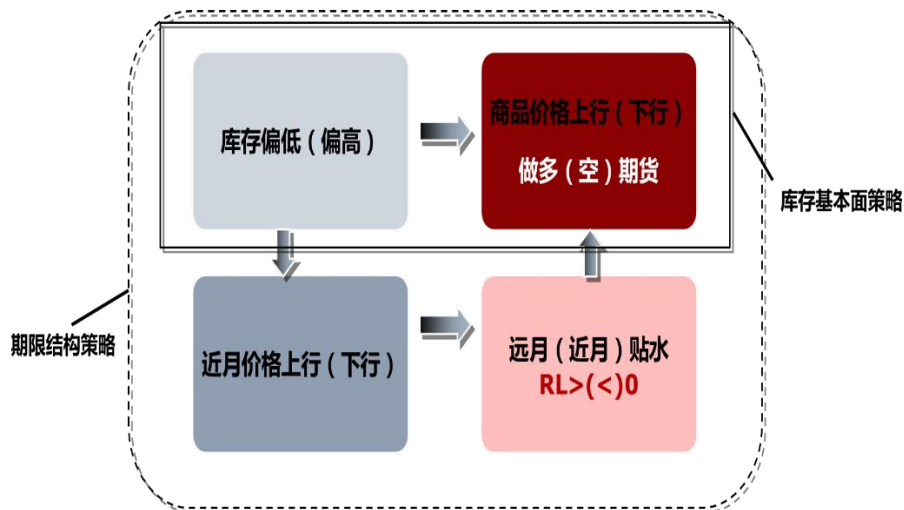 商品价格上行（下行）
库存偏低（偏高）
做多（空）期货
库存基本面策略
期限结构策略
近月价格上行（下行）
远月（近月）贴水
RL>(<)0